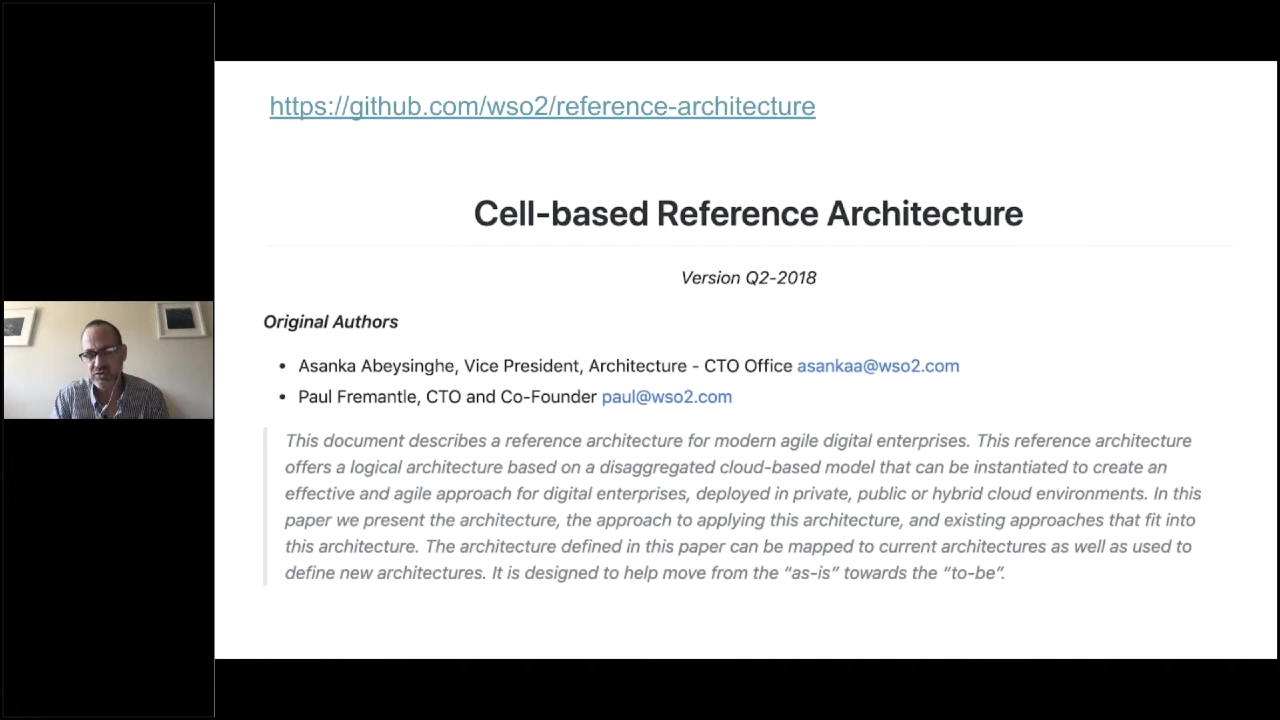 https://github.com/wso2/reference-architecture
Cell-based Reference Architecture
Version Q2-2018
Original Authors
• Asanka Abeysinghe, Vice President, Architecture - CTO Office asankaa@wso2.com
• Paul Fremantle, CTO and Co-Founder paul@wso2.com
This document describes a reference architecture for modern agile digital enterprises. This reference architecture
offers a logical architecture based on a disaggregated cloud-based model that can be instantiated to create an
effective and agile approach for digital enterprises, deployed in private, public or hybrid cloud environments. In this
paper we present the architecture, the approach to applying this architecture, and existing approaches that fit into
this architecture. The architecture defined in this paper can be mapped to current architectures as well as used to
define new architectures. It is designed to help move from the “as-is” towards the “to-be”.